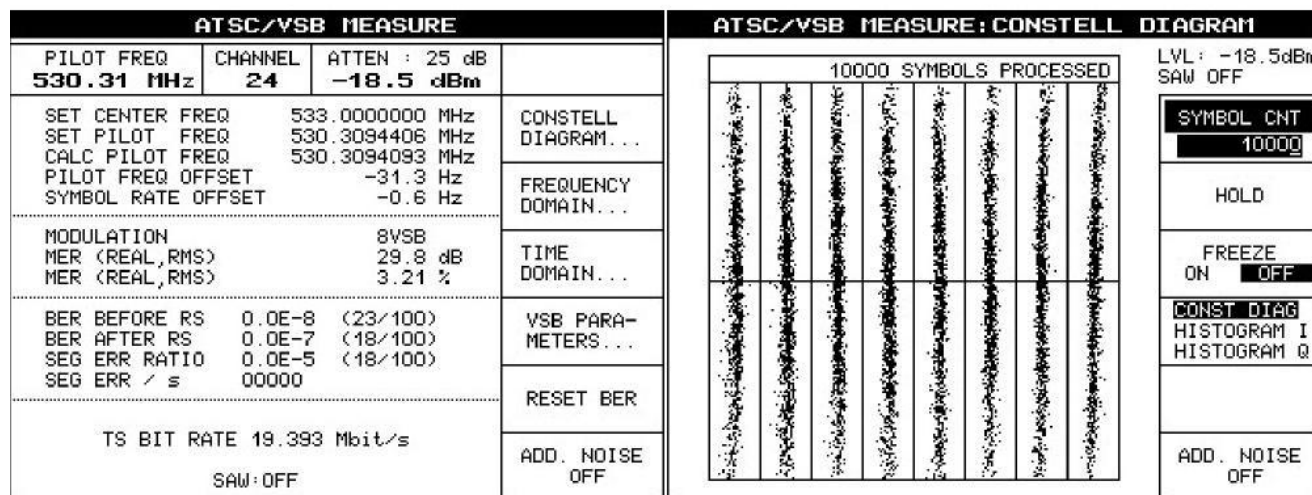 ATSC/VSB MEASURE
PILOT FREQ
530.31 MHz
CHANNEL
24
ATTEN : 25 dB
-18.5 dBm
SET CENTER FREQ 533.0000000 MHz
SET PILOT FREQ 530.3094406 MHz
CALC PILOT FREQ 530.3094093 MHz
PILOT FREQ OFFSET -31.3 Hz
SYMBOL RATE OFFSET -0.6 Hz
MODULATION 8VSB
MER (REAL,RMS) 29.8 dB
MER (REAL,RMS) 3.21 %
BER BEFORE RS 0.0E-8 (23/100)
BER AFTER RS 0.0E-7 (18/100)
SEG ERR RATIO 0.0E-5 (18/100)
SEG ERR / s 00000
TS BIT RATE 19.393 Mbit/s
SAW:OFF
CONSTELL
DIAGRAM...
FREQUENCY
DOMAIN...
TIME
DOMAIN...
VSB PARA-
METERS...
RESET BER
ADD. NOISE
OFF
ATSC/VSB MEASURE:CONSTELL DIAGRAM
10000 SYMBOLS PROCESSED
LVL: -18.5dBm
SAW OFF
SYMBOL CNT
10000
HOLD
FREEZE
ON OFF
CONST DIAG
HISTOGRAM I
HISTOGRAM Q
ADD. NOISE
OFF